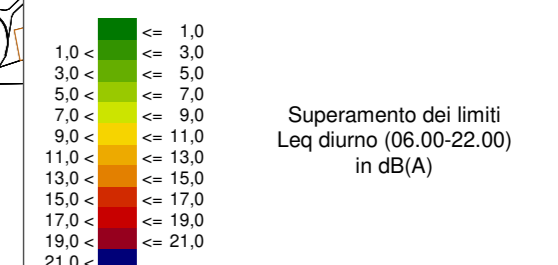 <= 1,0
1,0 < <= 3,0
3,0 < <= 5,0
5,0 < <= 7,0
7,0 < <= 9,0
9,0 < <= 11,0
11,0 < <= 13,0
13,0 < <= 15,0
15,0 < <= 17,0
17,0 < <= 19,0
19,0 < <= 21,0
21,0 <
Superamento dei limiti
Leq diurno (06.00-22.00)
in dB(A)